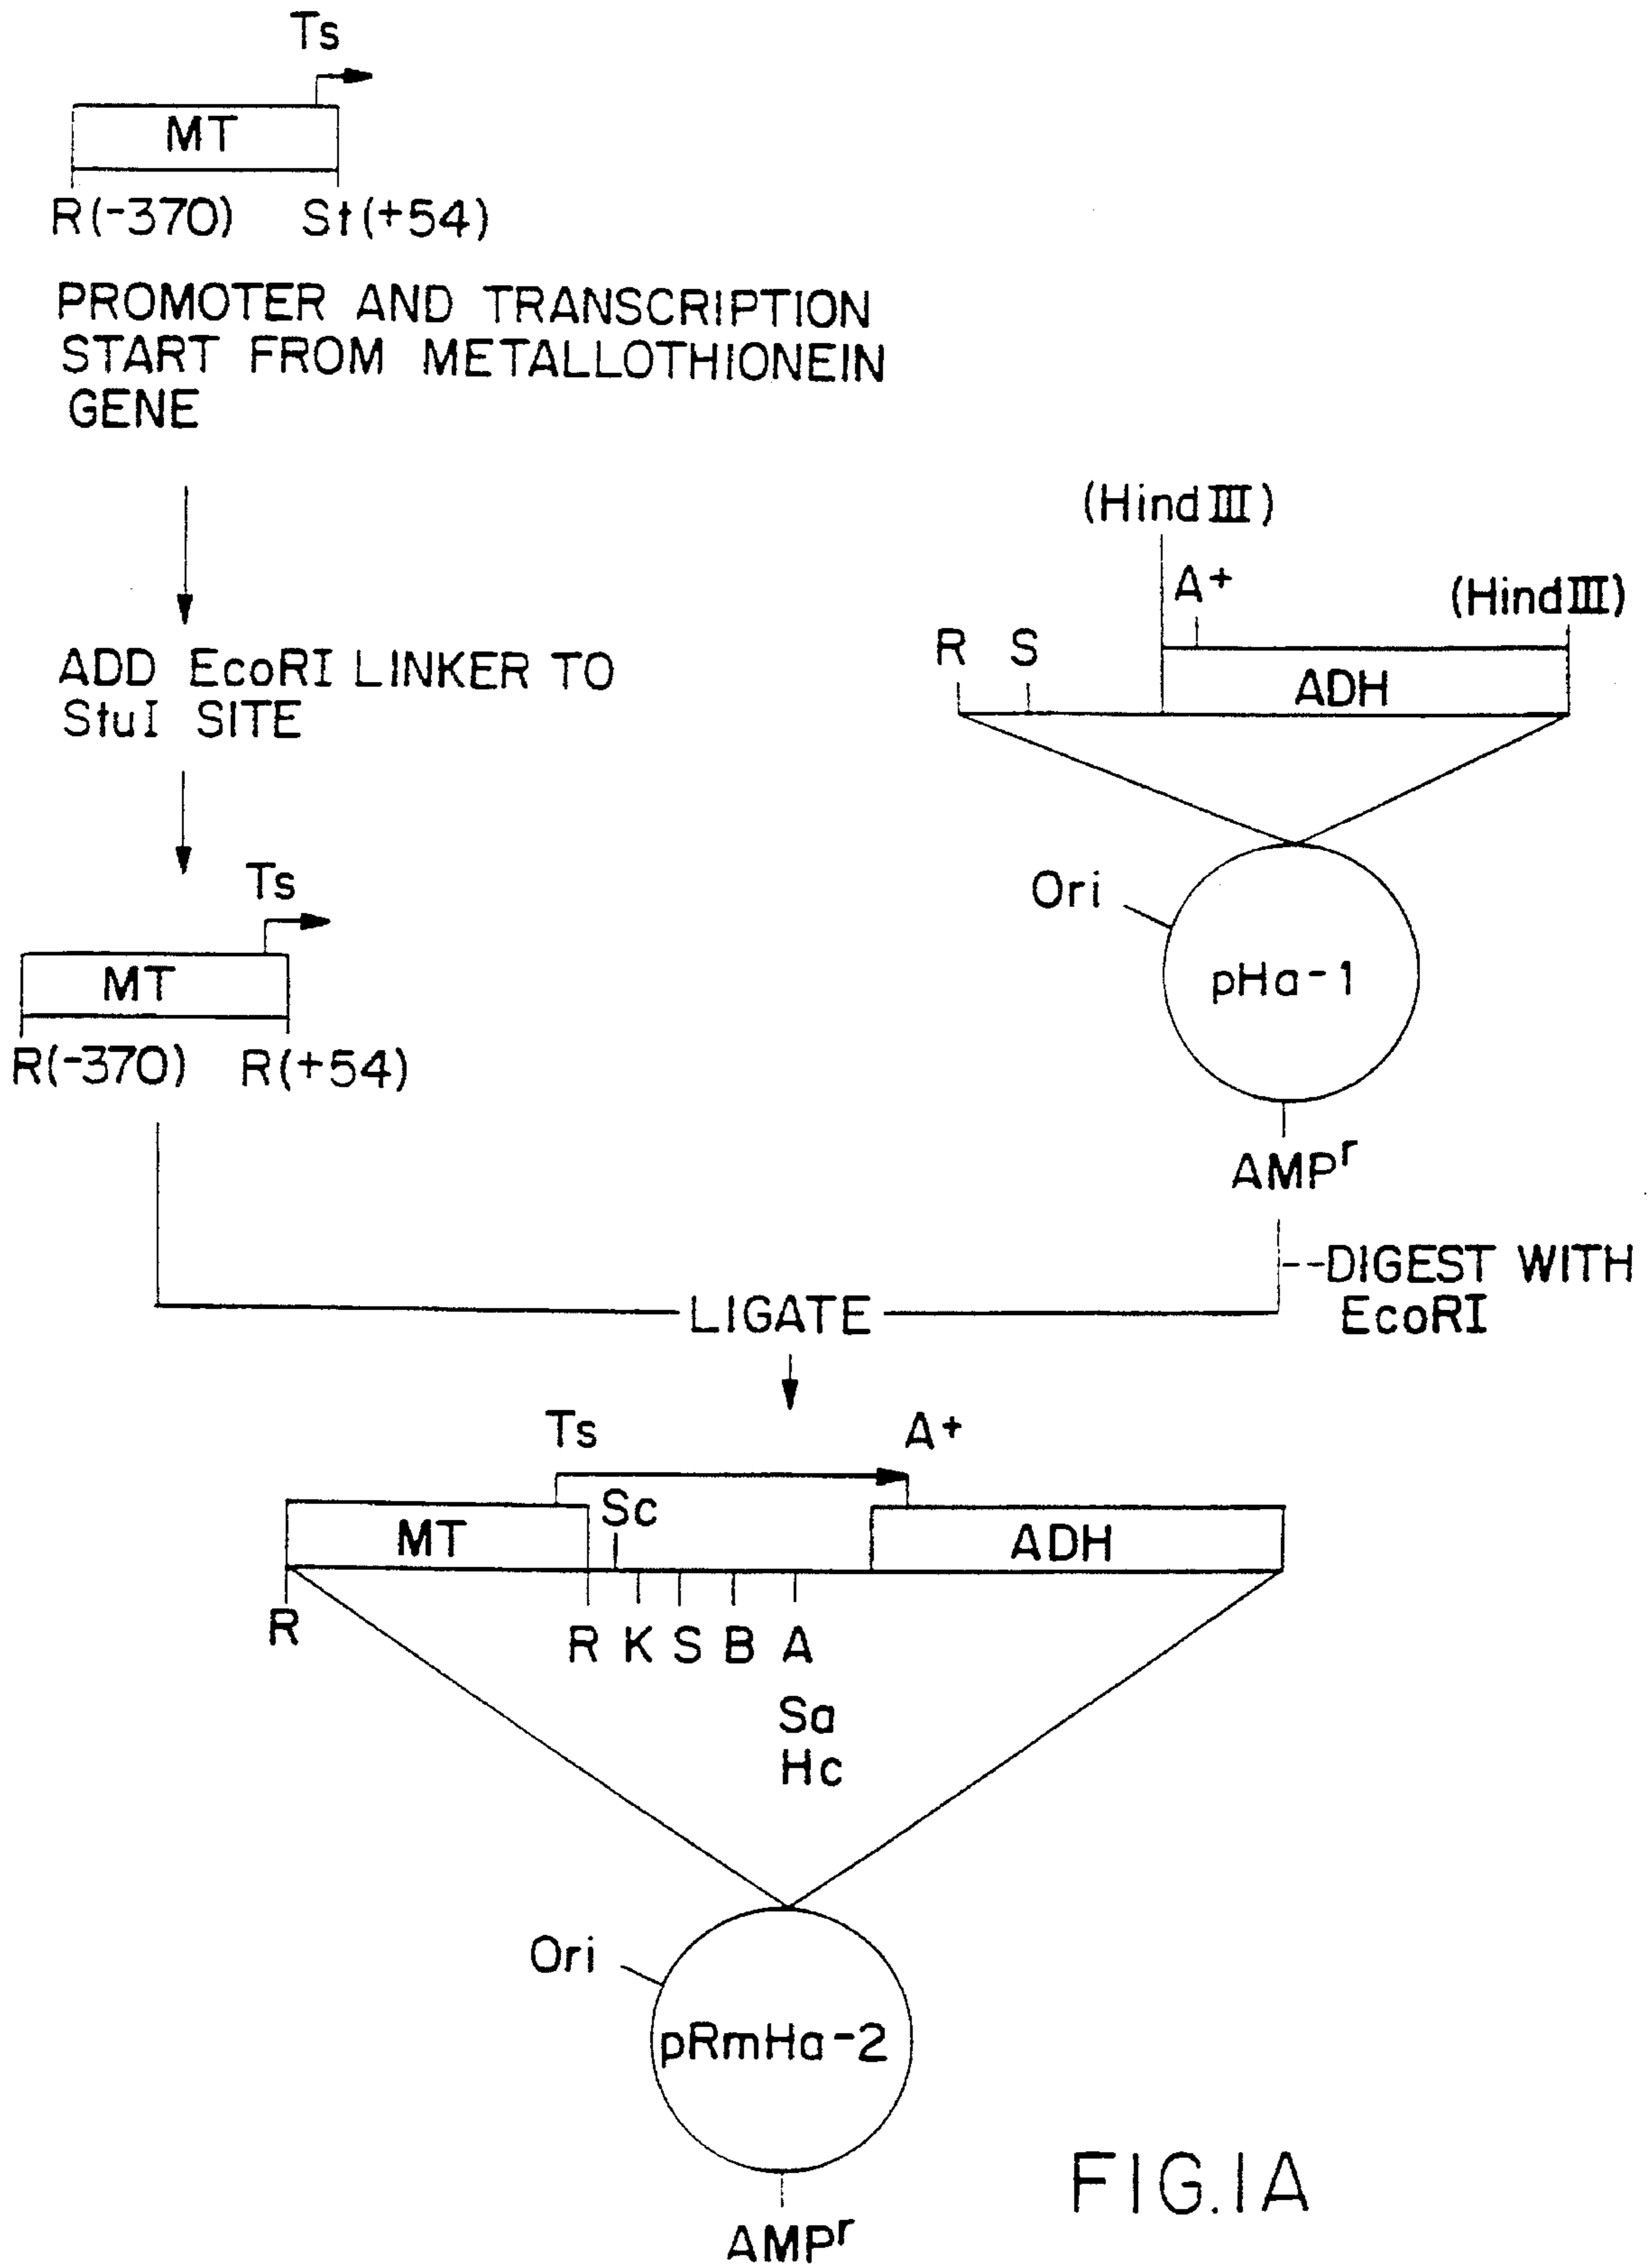 Ts
MT
R(-370) St(+54)
PROMOTER AND TRANSCRIPTION
START FROM METALLOTHIONEIN
GENE
ADD EcoRI LINKER TO
StuI SITE
Ts
MT
R(-370) R(+54)
(Hind III)
A+
(Hind III)
R S
ADH
Ori
pHa-1
AMPr
--DIGEST WITH
EcoRI
LIGATE
Ts A+
Sc
MT ADH
R
R K S B A
Sa
Hc
Ori
pRmHa-2
AMPr
FIG.1A